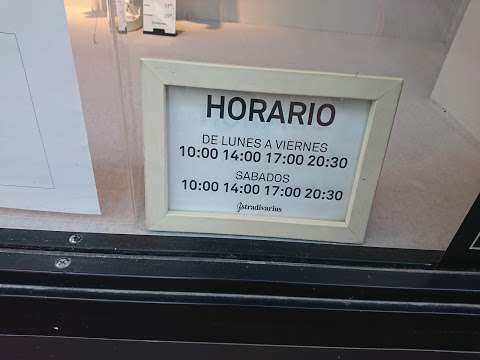 HORARIO
DE LUNES A VIERNES
10:00 14:00 17:00 20:30
SABADOS
10:00 14:00 17:00 20:30
stradivarius